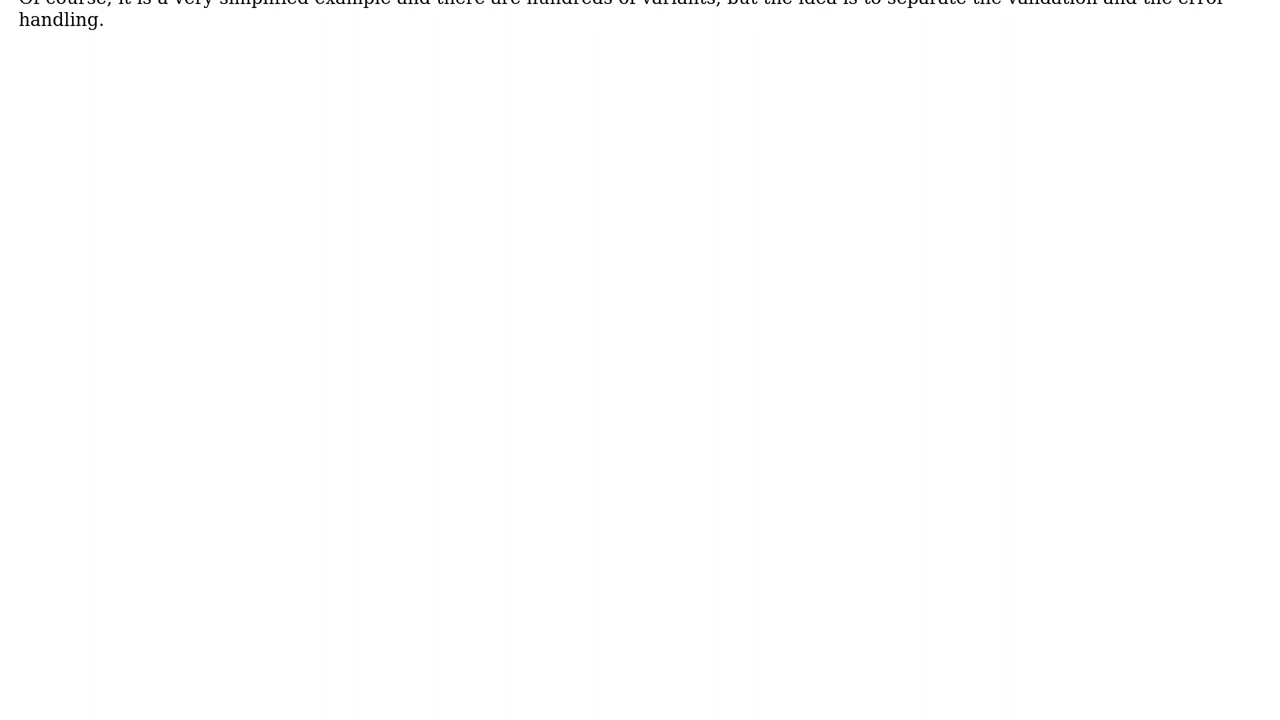 Of course, it is a very simplified example and there are hundreds of variants, but the idea is to separate the validation and the error
handling.